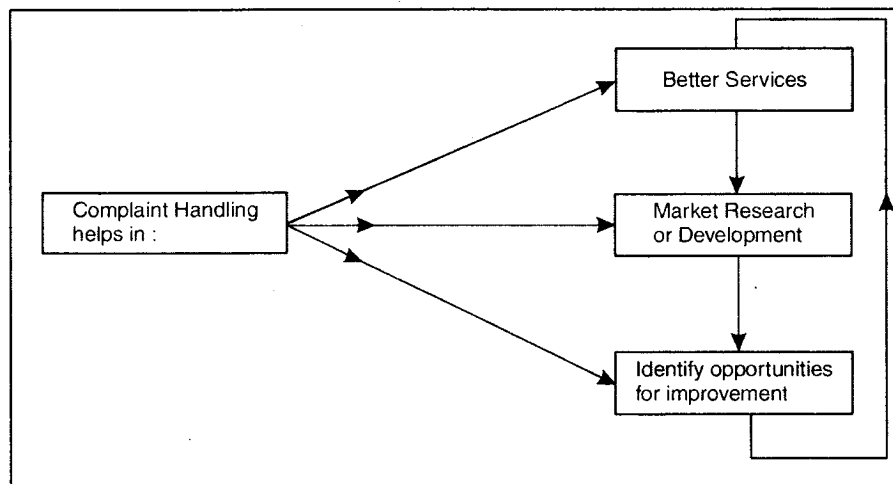 Complaint Handling
helps in :
Better Services
Market Research
or Development
Identify opportunities
for improvement